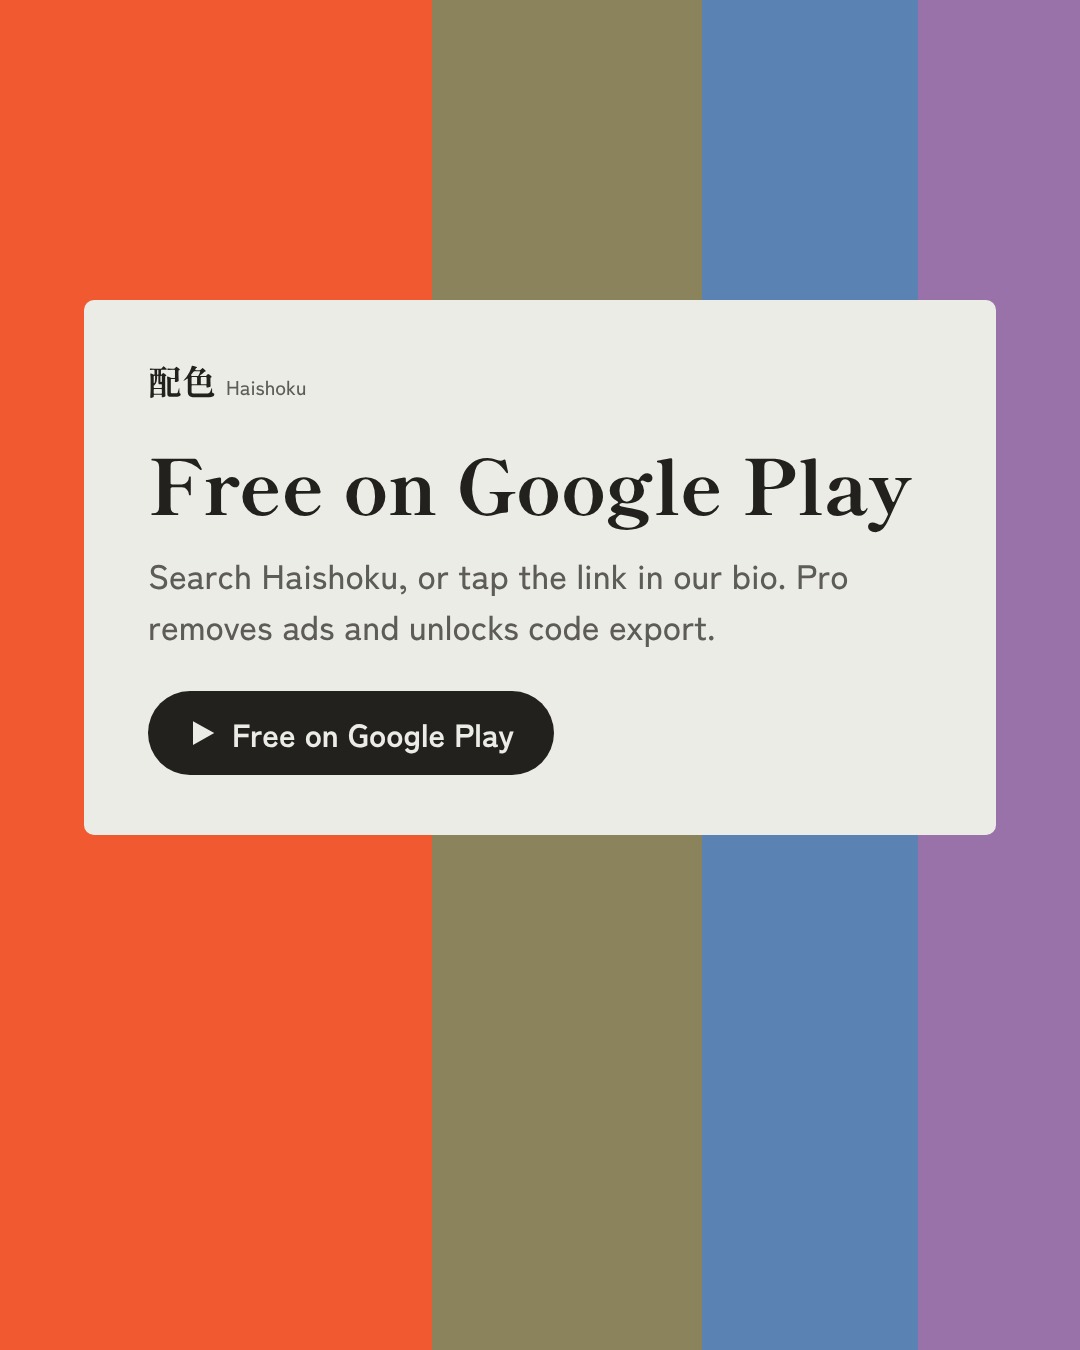 配色 Haishoku
Free on Google Play
Search Haishoku, or tap the link in our bio. Pro
removes ads and unlocks code export.
Free on Google Play